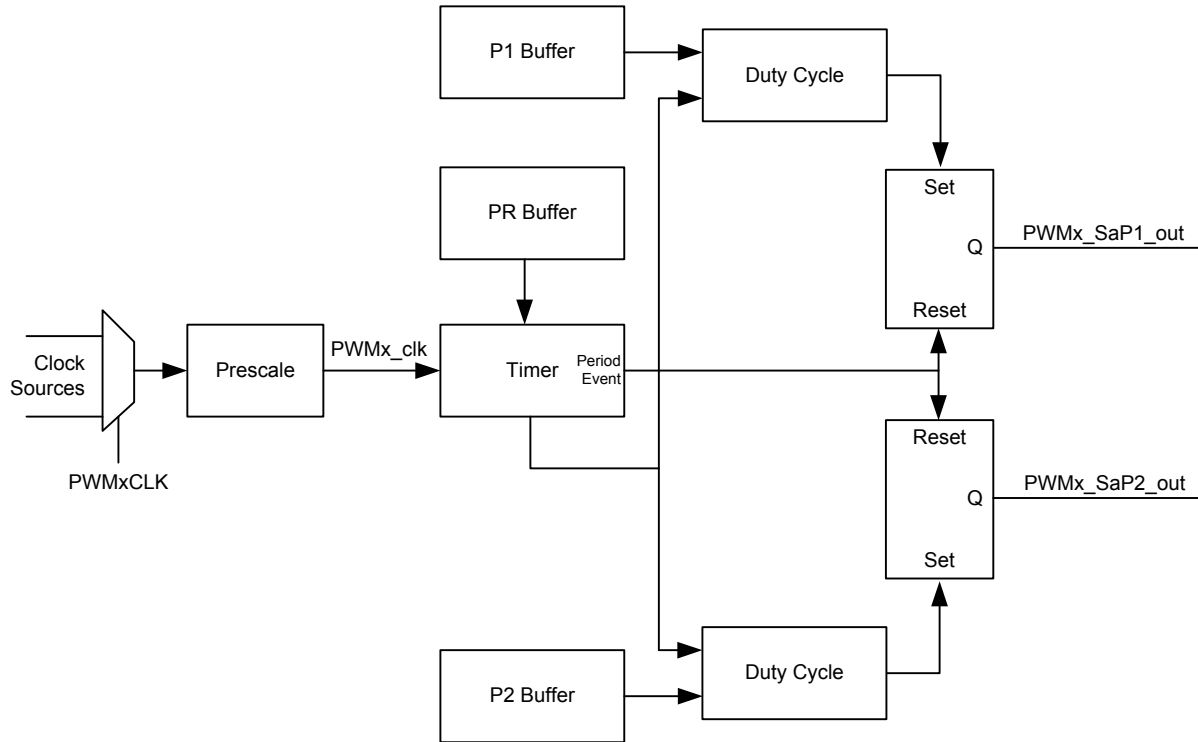 P1 Buffer
Duty Cycle
PR Buffer
Set
Q
PWMx_SaP1_out
Reset
Clock
Sources
Prescale
PWMx_clk
Timer
Period
Event
PWMxCLK
Reset
Q
PWMx_SaP2_out
Set
P2 Buffer
Duty Cycle